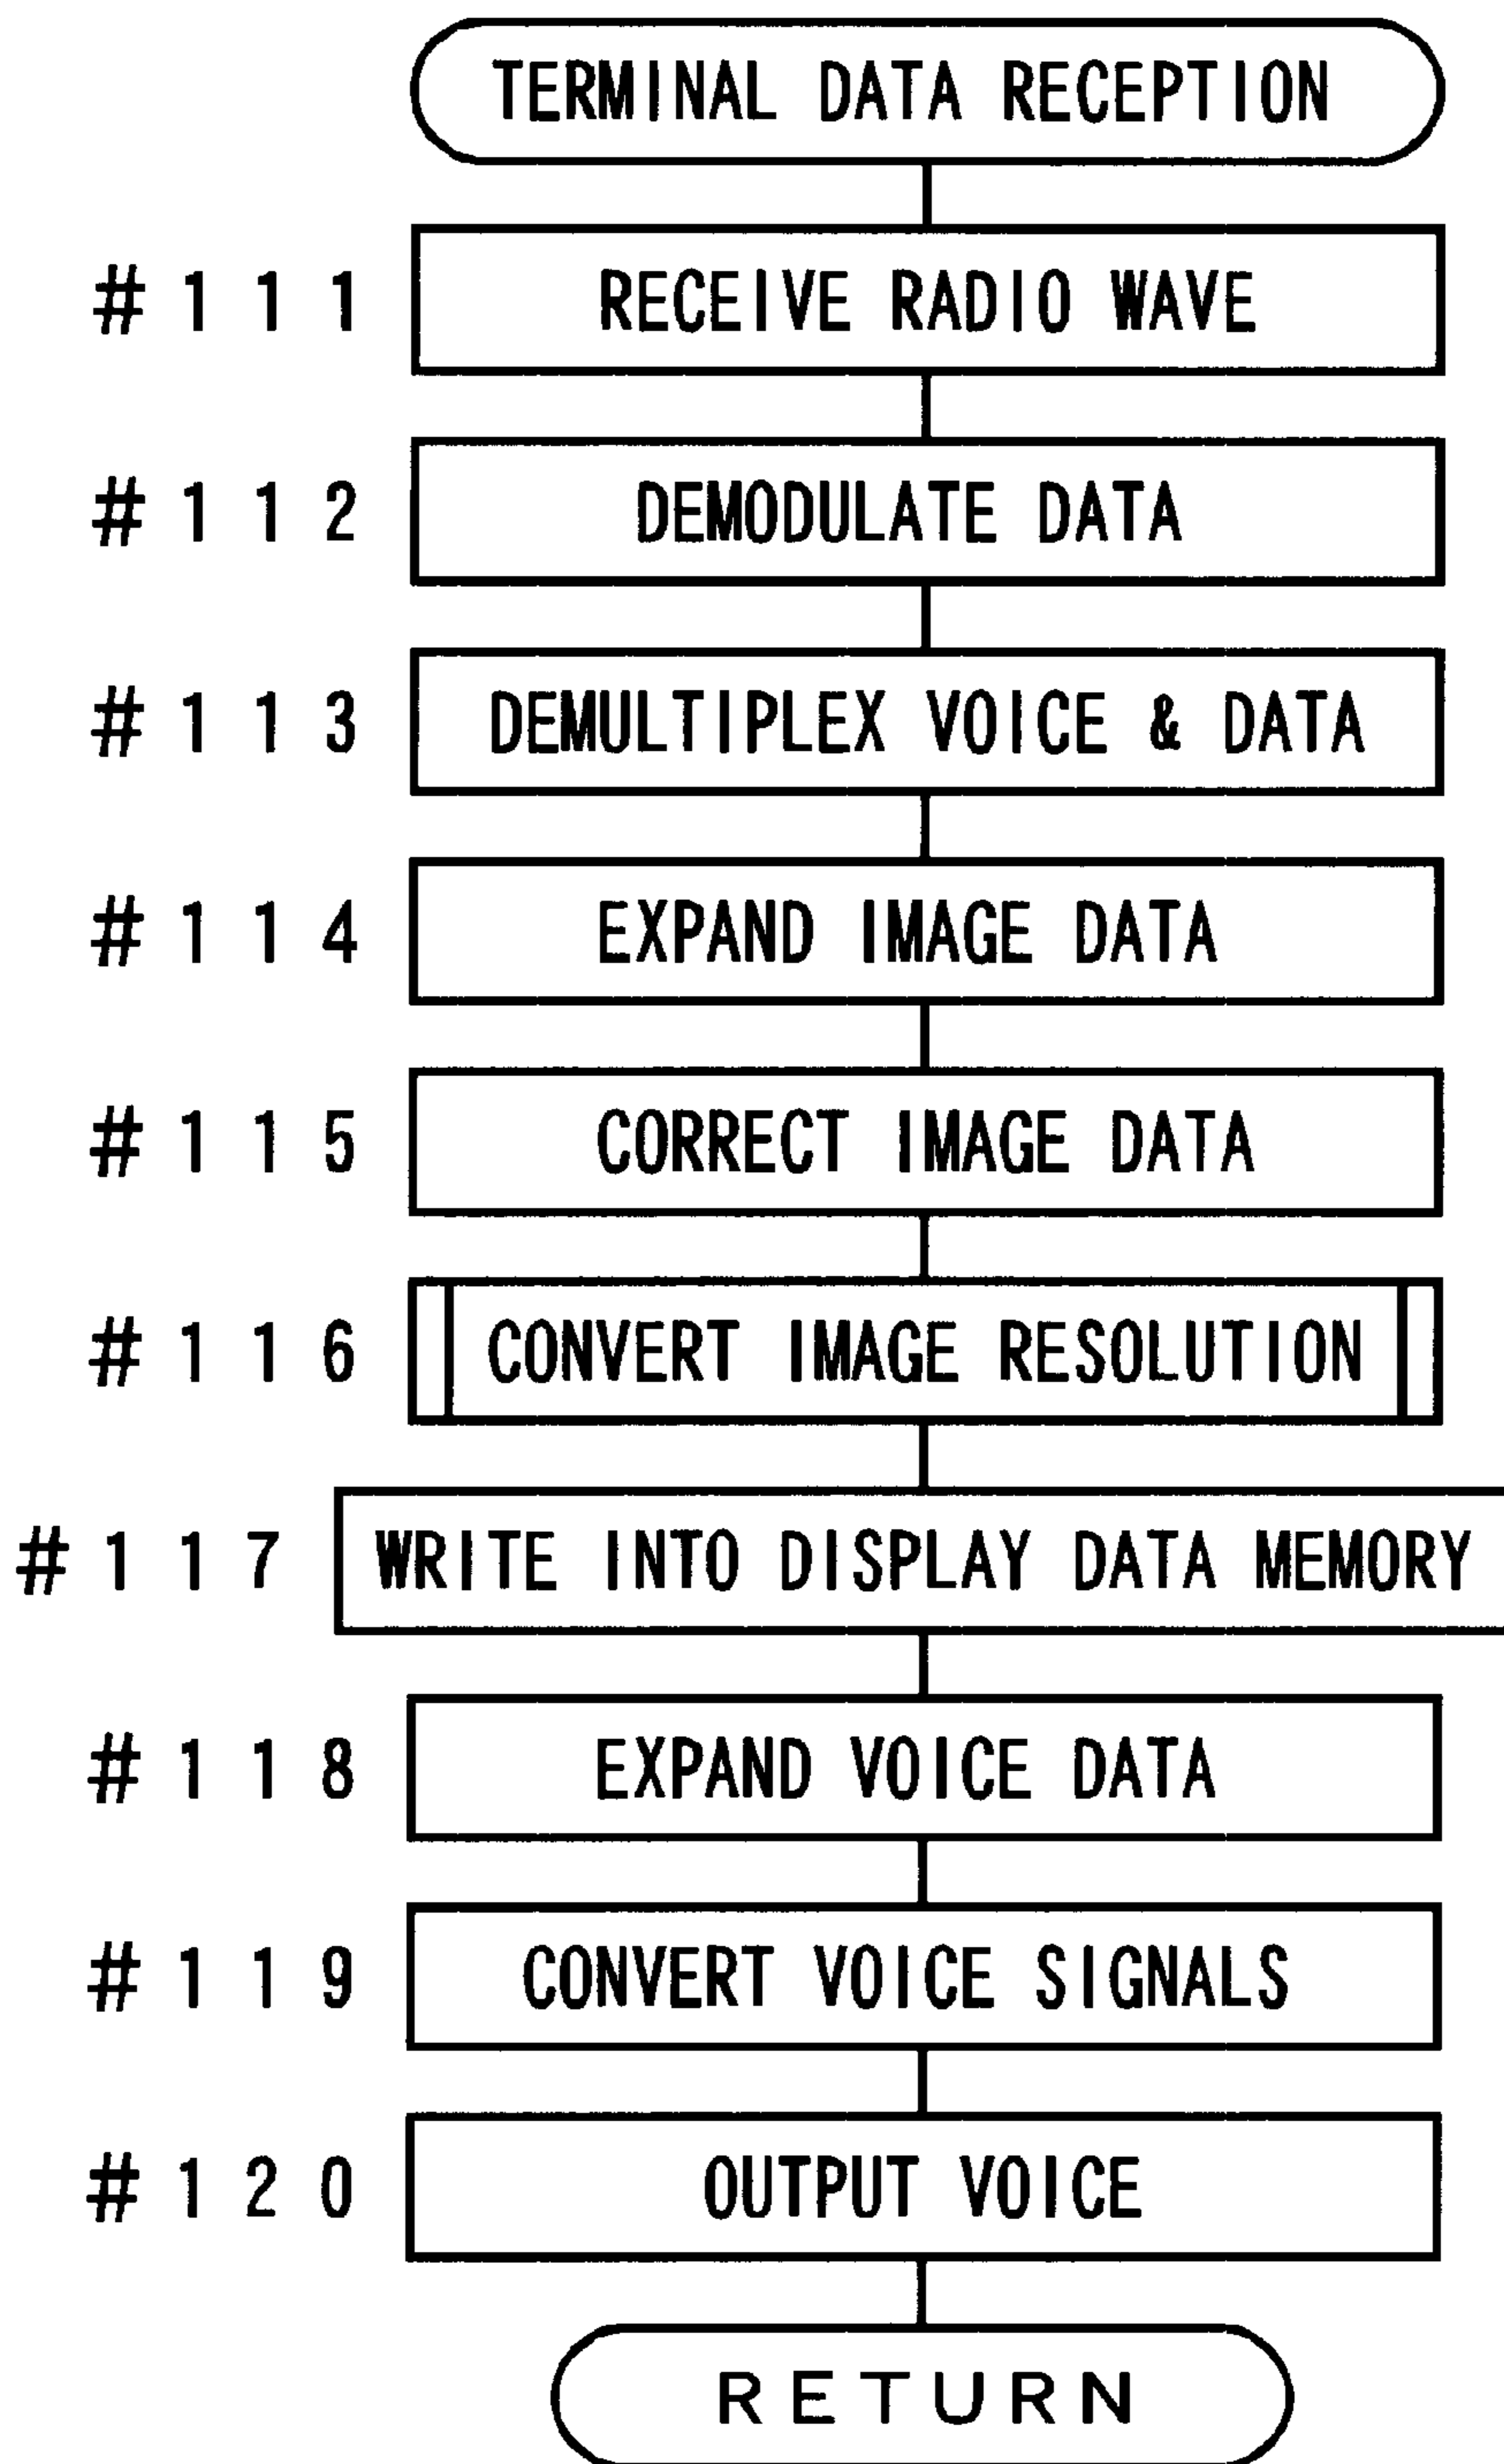 TERMINAL DATA RECEPTION
#111 RECEIVE RADIO WAVE
#112 DEMODULATE DATA
#113 DEMULTIPLEX VOICE & DATA
#114 EXPAND IMAGE DATA
#115 CORRECT IMAGE DATA
#116 CONVERT IMAGE RESOLUTION
#117 WRITE INTO DISPLAY DATA MEMORY
#118 EXPAND VOICE DATA
#119 CONVERT VOICE SIGNALS
#120 OUTPUT VOICE
RETURN